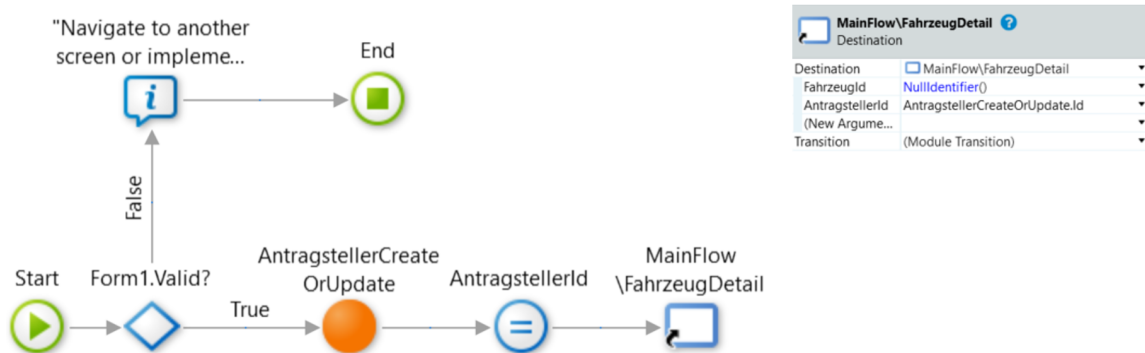 "Navigate to another
screen or impleme...
End
False
Start
Form1.Valid?
True
AntragstellerCreate
OrUpdate
AntragstellerId
MainFlow
\FahrzeugDetail
MainFlow\FahrzeugDetail ?
Destination
Destination MainFlow\FahrzeugDetail
FahrzeugId NullIdentifier()
AntragstellerId AntragstellerCreateOrUpdate.Id
(New Argume...
Transition (Module Transition)